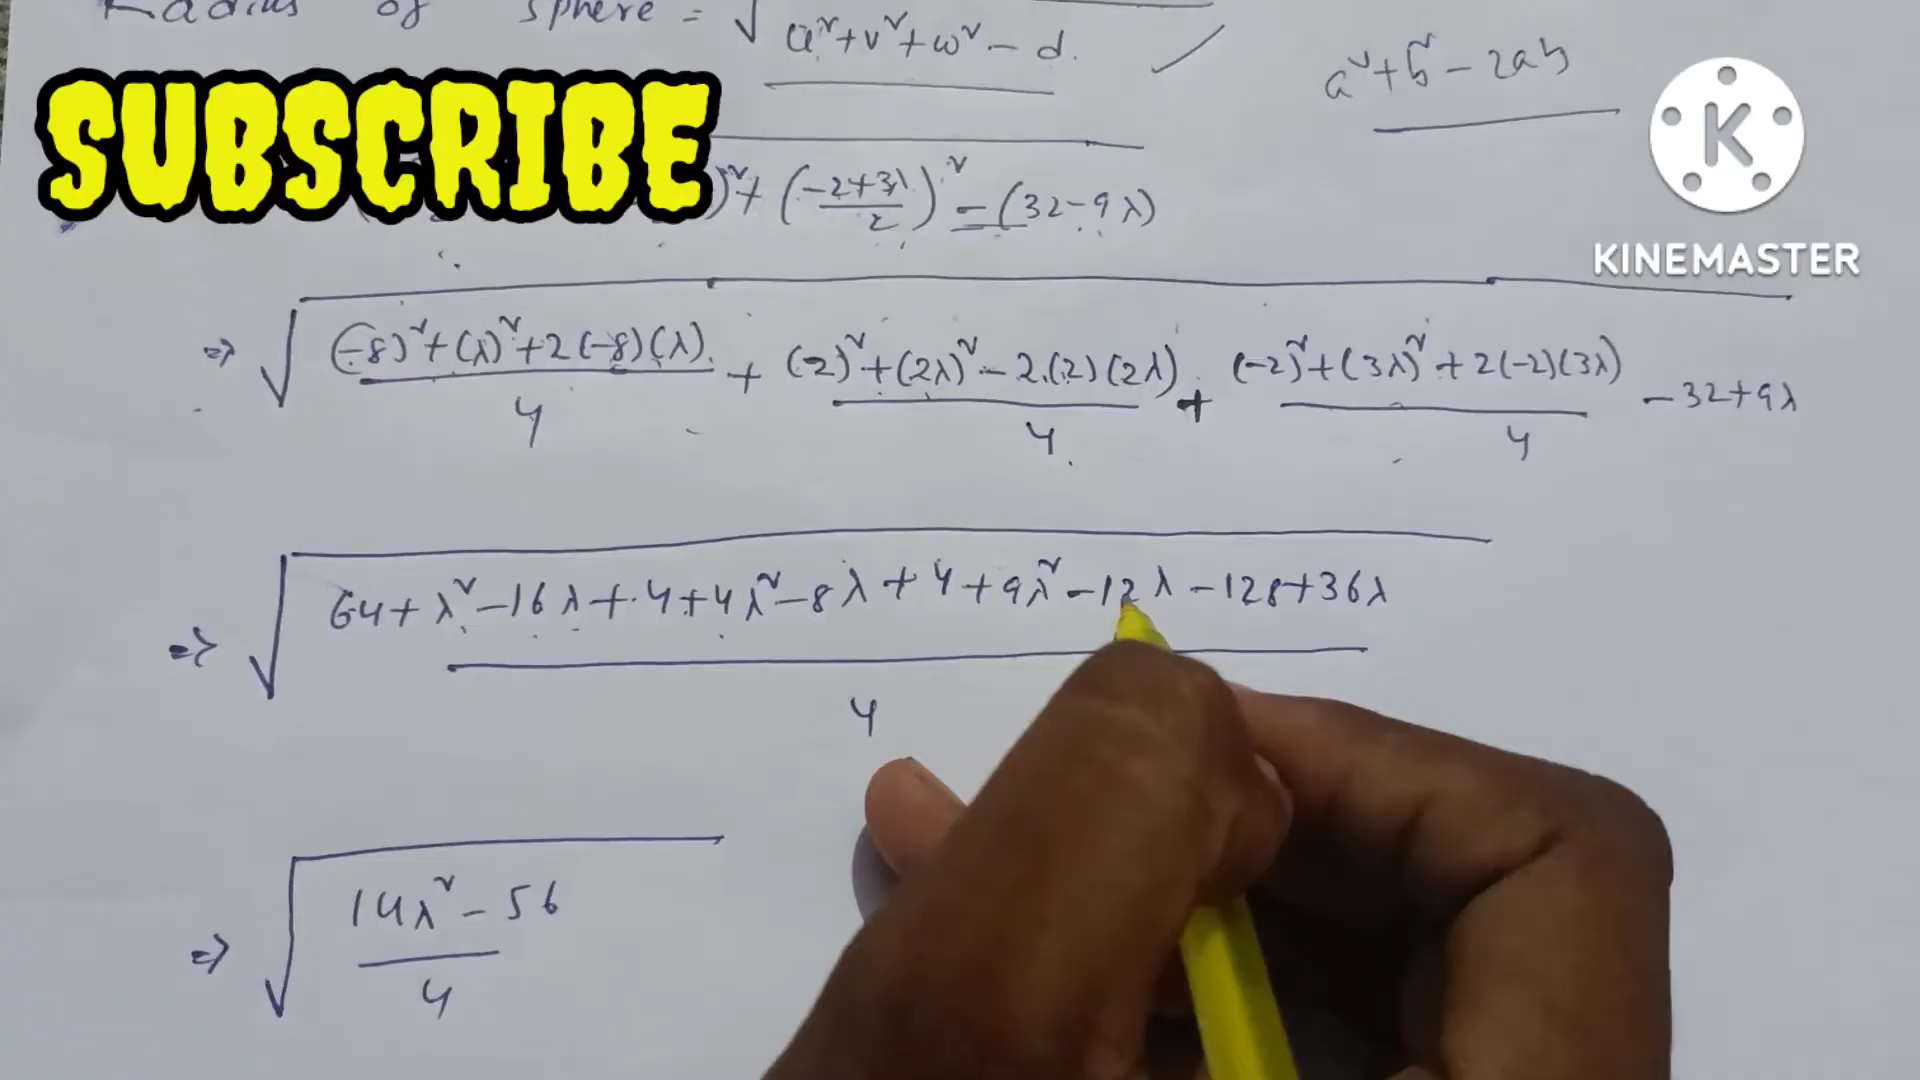 Radius of sphere = √u²+v²+w²-d.
a²+b²-2ab
SUBSCRIBE
)²+(-2+3λ/2)²-(32-9λ)
KINEMASTER
⇒ √(-8)²+(λ)²+2(-8)(λ)/4 + (2)²+(2λ)²-2.(2)(2λ)/4 + (-2)²+(3λ)²+2(-2)(3λ)/4 -32+9λ
⇒ √64+λ²-16λ+4+4λ²-8λ+4+9λ²-12λ-128+36λ/4
⇒ √14λ²-56/4